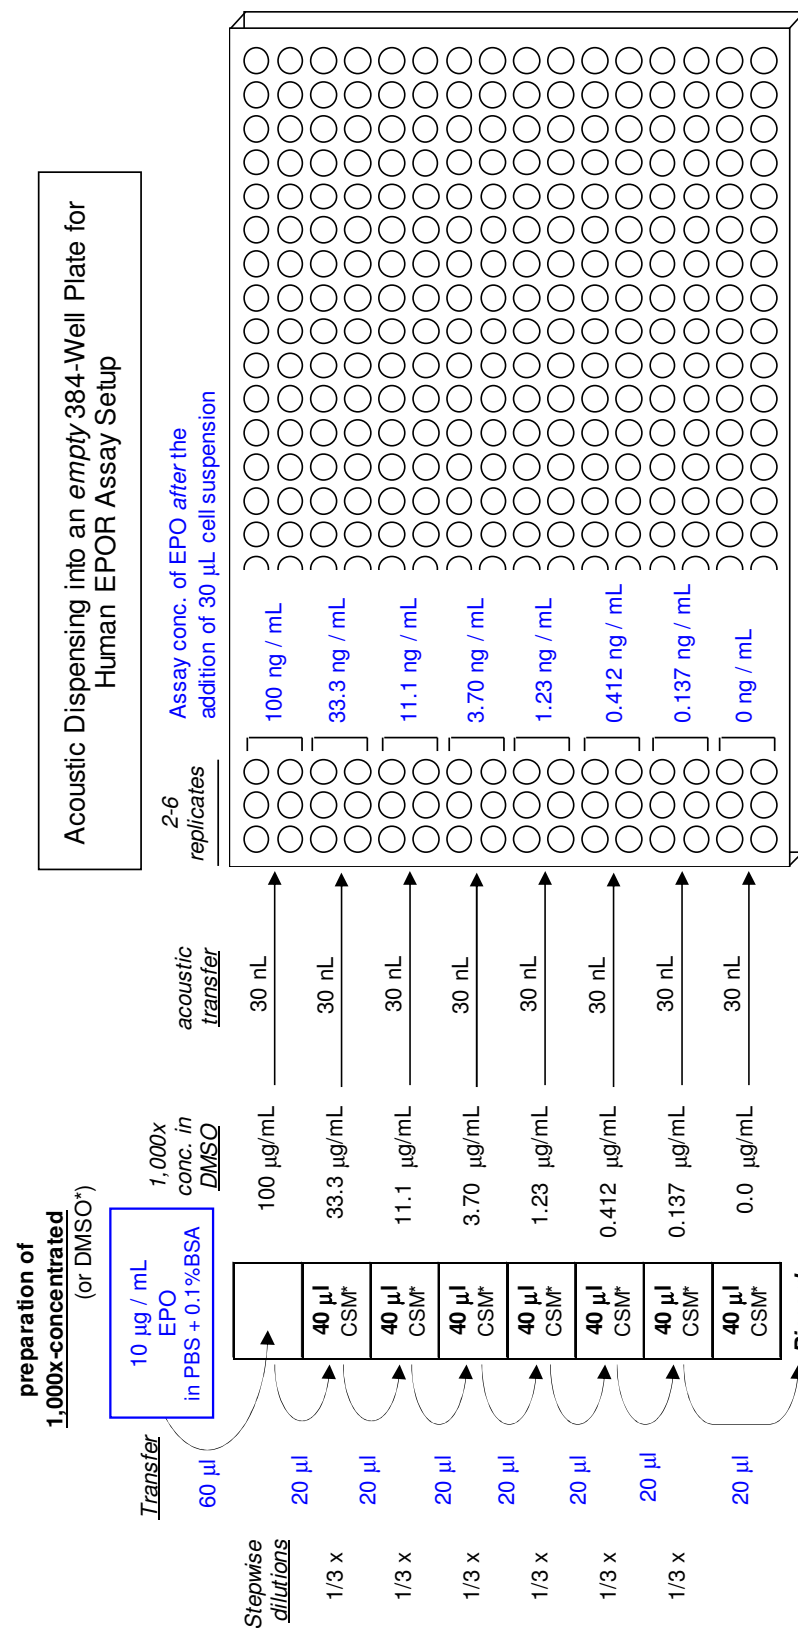 Acoustic Dispensing into an empty 384-Well Plate for
Human EPOR Assay Setup
preparation of
1,000x-concentrated
(or DMSO*)
10 µg / mL
EPO
in PBS + 0.1%BSA
Stepwise
dilutions
Transfer
1,000x
conc. in
DMSO
acoustic
transfer
2-6
replicates
Assay conc. of EPO after the
addition of 30 µL cell suspension
60 µl
100 µg/mL
30 nL
100 ng / mL
1/3 x
20 µl
40 µl
CSM*
33.3 µg/mL
30 nL
33.3 ng / mL
1/3 x
20 µl
40 µl
CSM*
11.1 µg/mL
30 nL
11.1 ng / mL
1/3 x
20 µl
40 µl
CSM*
3.70 µg/mL
30 nL
3.70 ng / mL
1/3 x
20 µl
40 µl
CSM*
1.23 µg/mL
30 nL
1.23 ng / mL
1/3 x
20 µl
40 µl
CSM*
0.412 µg/mL
30 nL
0.412 ng / mL
1/3 x
20 µl
40 µl
CSM*
0.137 µg/mL
30 nL
0.137 ng / mL
20 µl
40 µl
CSM*
0.0 µg/mL
30 nL
0 ng / mL